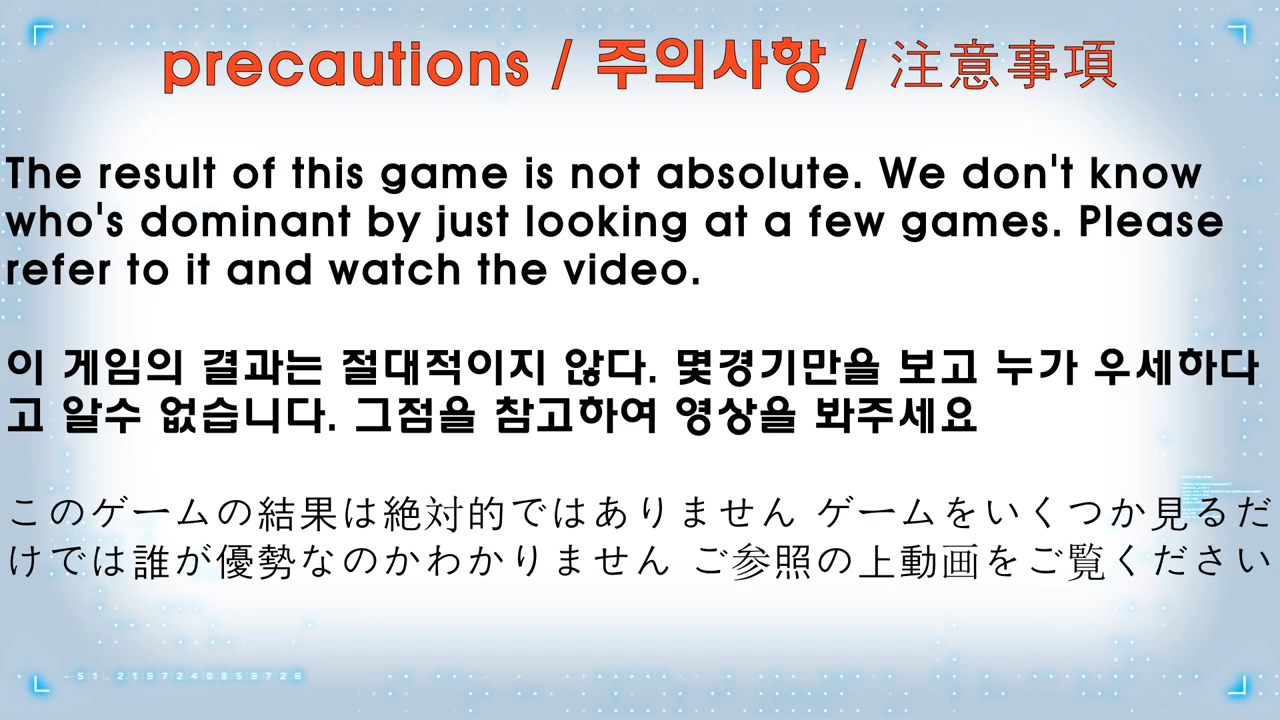 precautions / 주의사항 / 注意事項
The result of this game is not absolute. We don't know
who's dominant by just looking at a few games. Please
refer to it and watch the video.
이 게임의 결과는 절대적이지 않다. 몇경기만을 보고 누가 우세하다
고 알수 없습니다. 그점을 참고하여 영상을 봐주세요
このゲームの結果は絶対的ではありません ゲームをいくつか見るだ
けでは誰が優勢なのかわかりません ご参照の上動画をご覧ください
-51.2197240853726